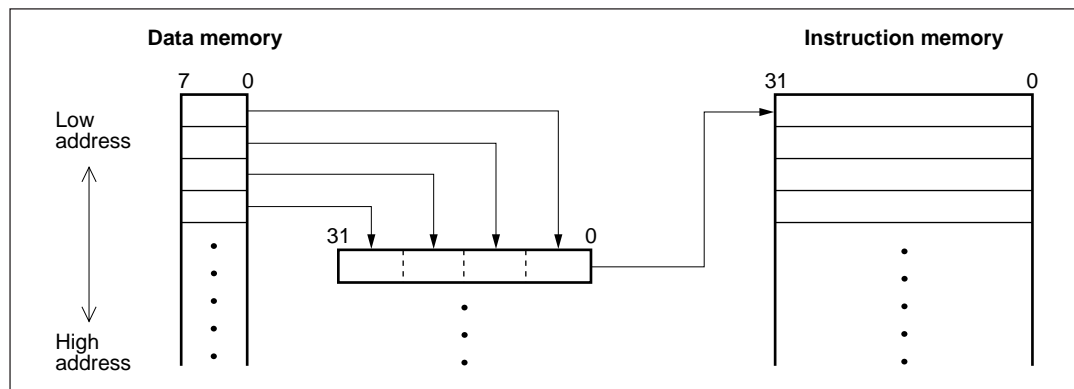 Data memory
Instruction memory
7 0
31 0
Low
address
31 0
High
address